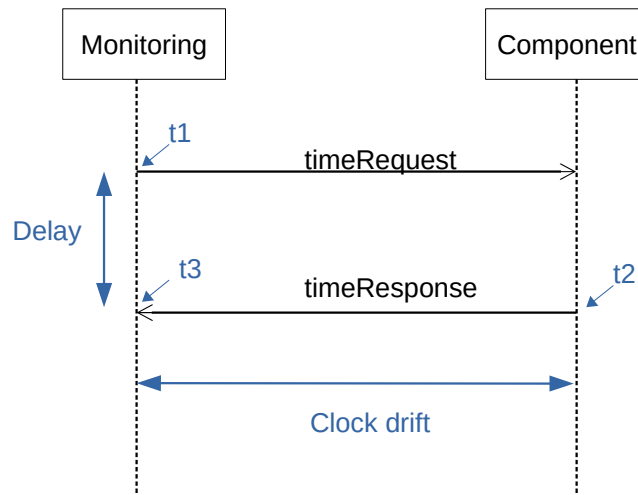 Monitoring
Component
t1
timeRequest
Delay
t3
timeResponse
t2
Clock drift